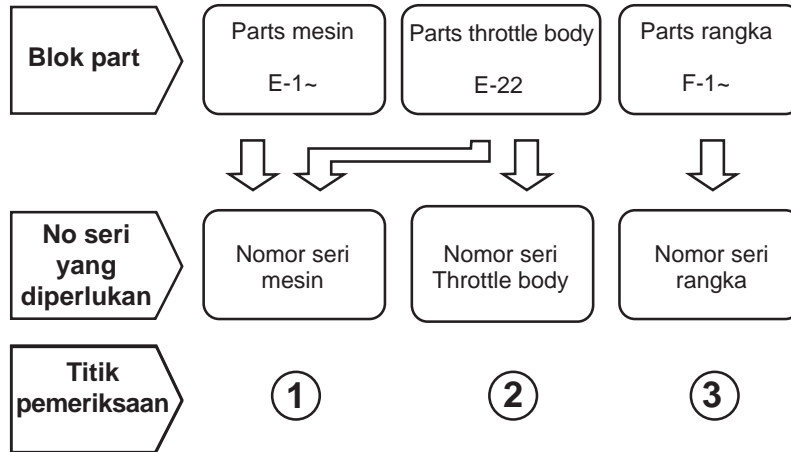 Blok part
Parts mesin
E-1~
Parts throttle body
E-22
Parts rangka
F-1~
No seri
yang
diperlukan
Nomor seri
mesin
Nomor seri
Throttle body
Nomor seri
rangka
Titik
pemeriksaan
1
2
3